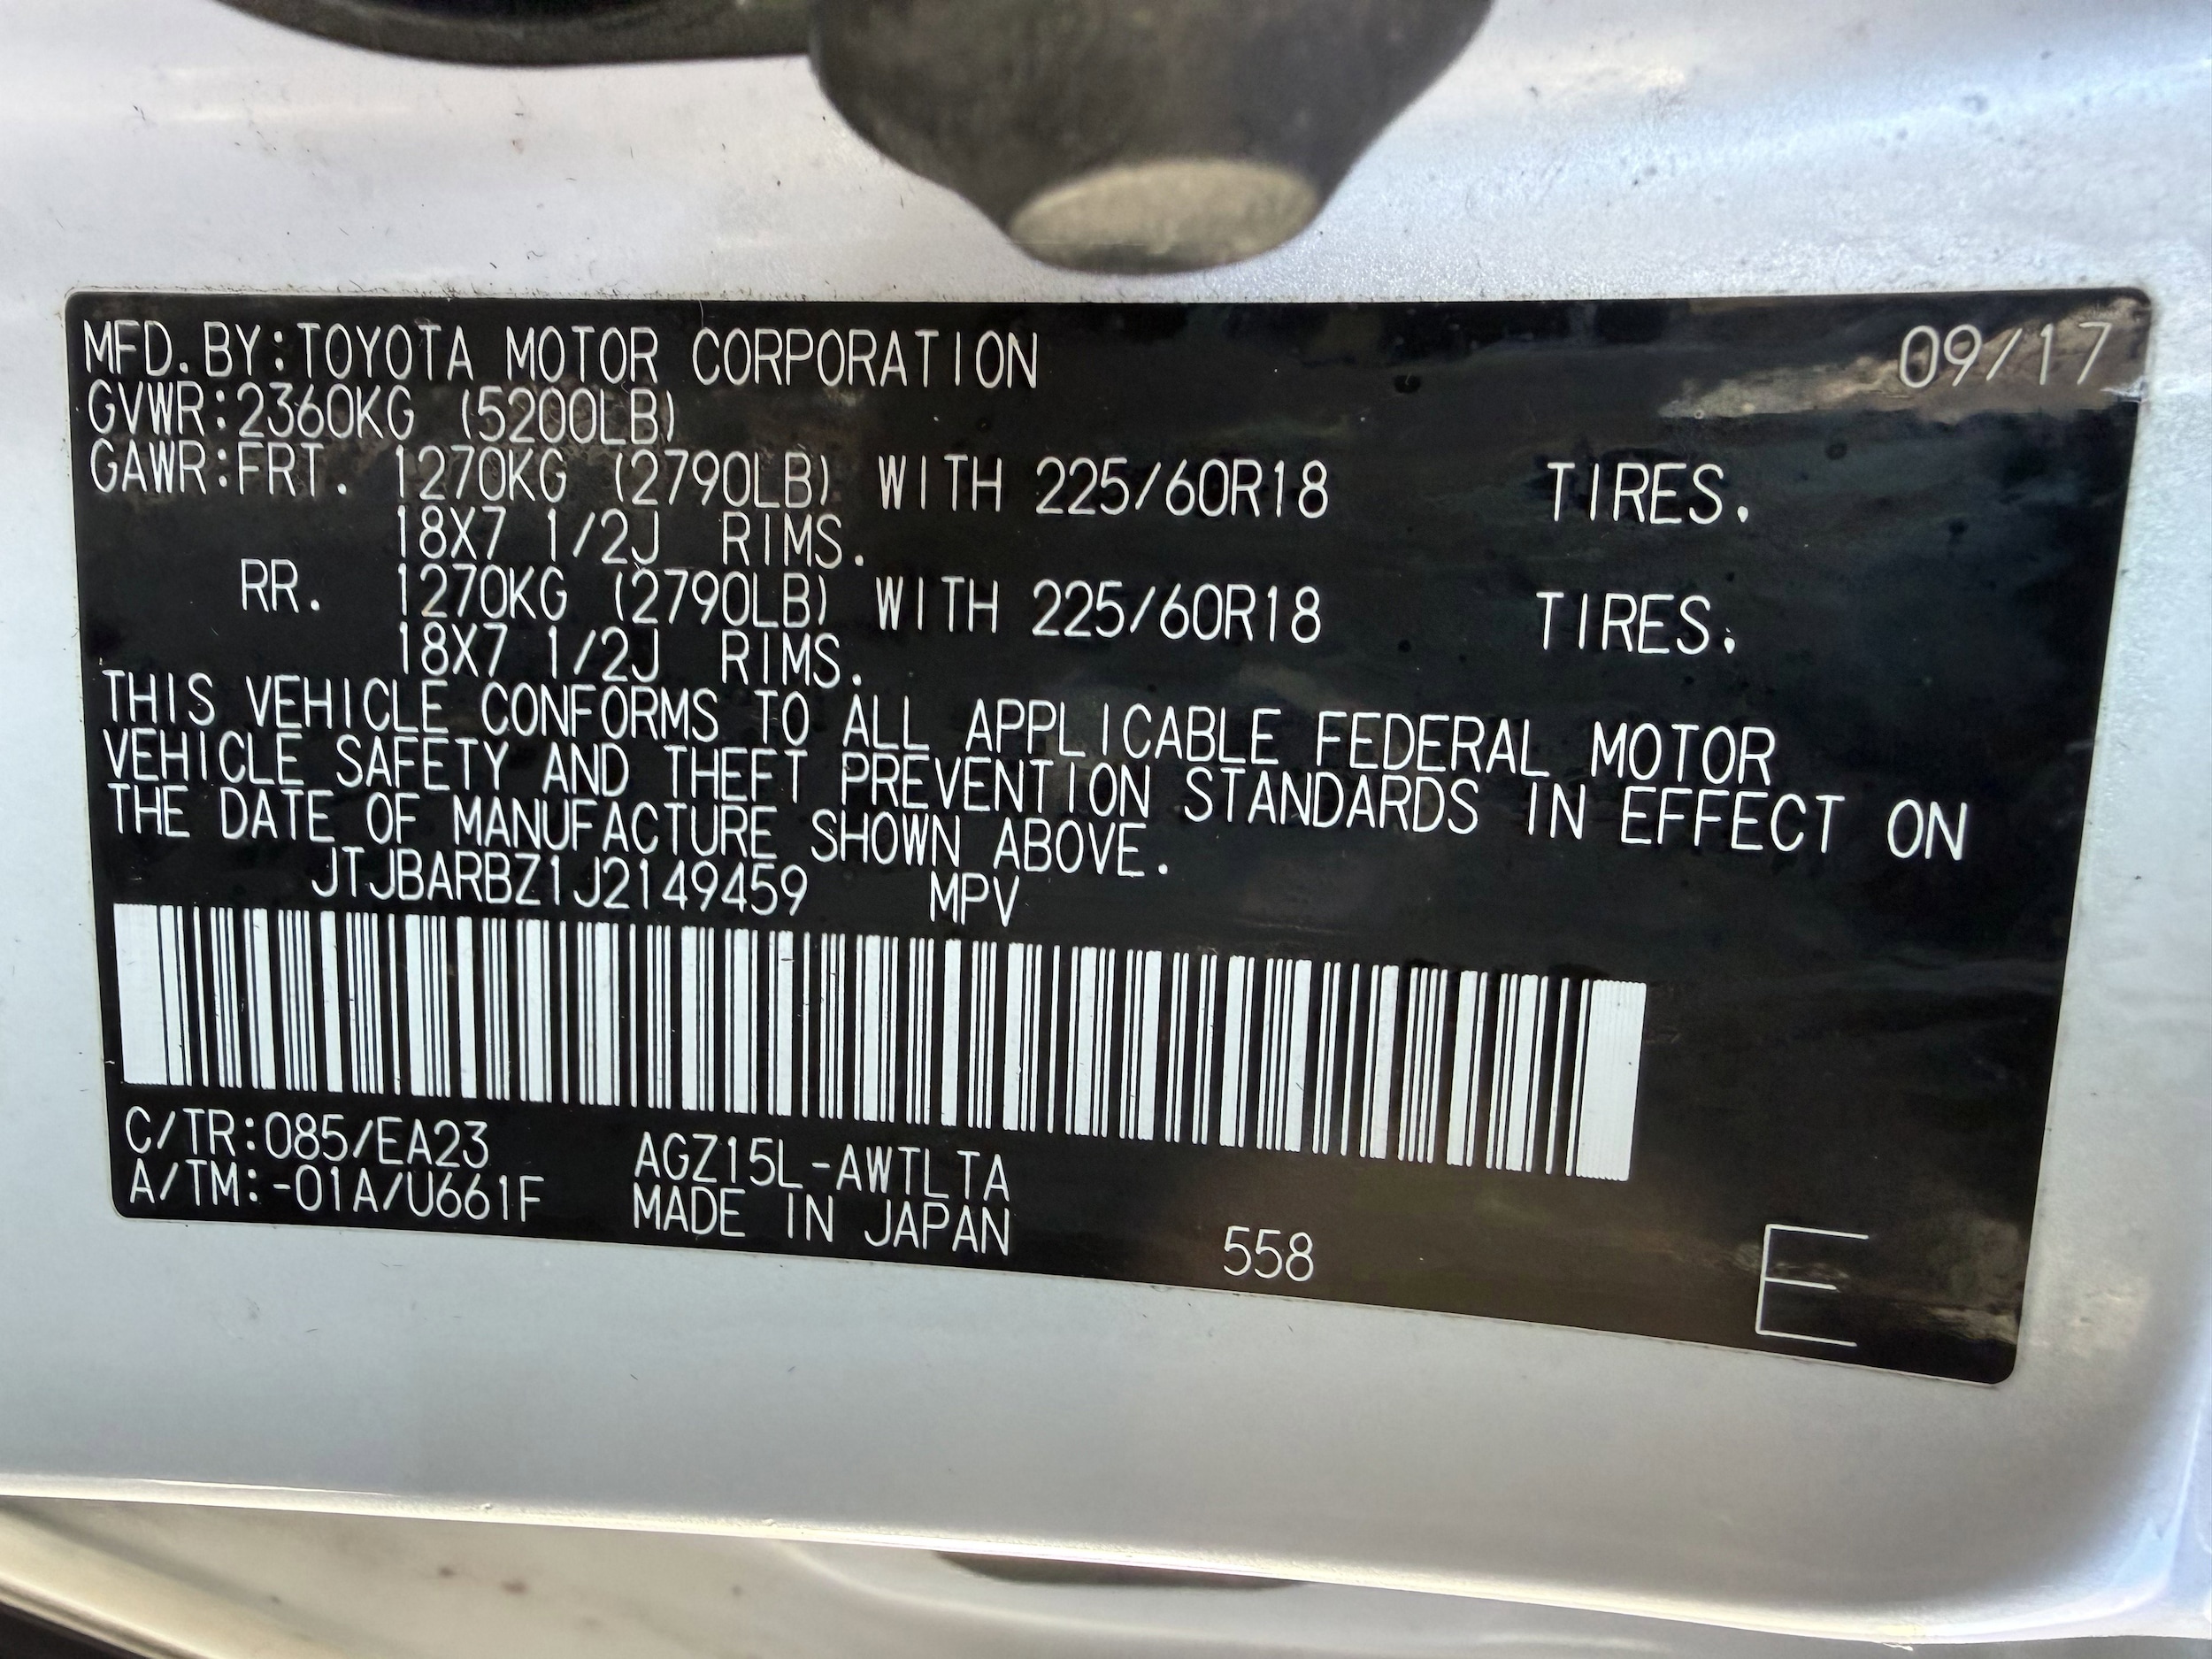 MFD.BY:TOYOTA MOTOR CORPORATION 09/17
GVWR:2360KG (5200LB)
GAWR:FRT. 1270KG (2790LB) WITH 225/60R18 TIRES.
18X7 1/2J RIMS.
RR. 1270KG (2790LB) WITH 225/60R18 TIRES.
18X7 1/2J RIMS.
THIS VEHICLE CONFORMS TO ALL APPLICABLE FEDERAL MOTOR
VEHICLE SAFETY AND THEFT PREVENTION STANDARDS IN EFFECT ON
THE DATE OF MANUFACTURE SHOWN ABOVE.
JTJBARBZ1J2149459 MPV
C/TR:085/EA23 AGZ15L-AWTLTA
A/TM:-01A/U661F MADE IN JAPAN 558 E